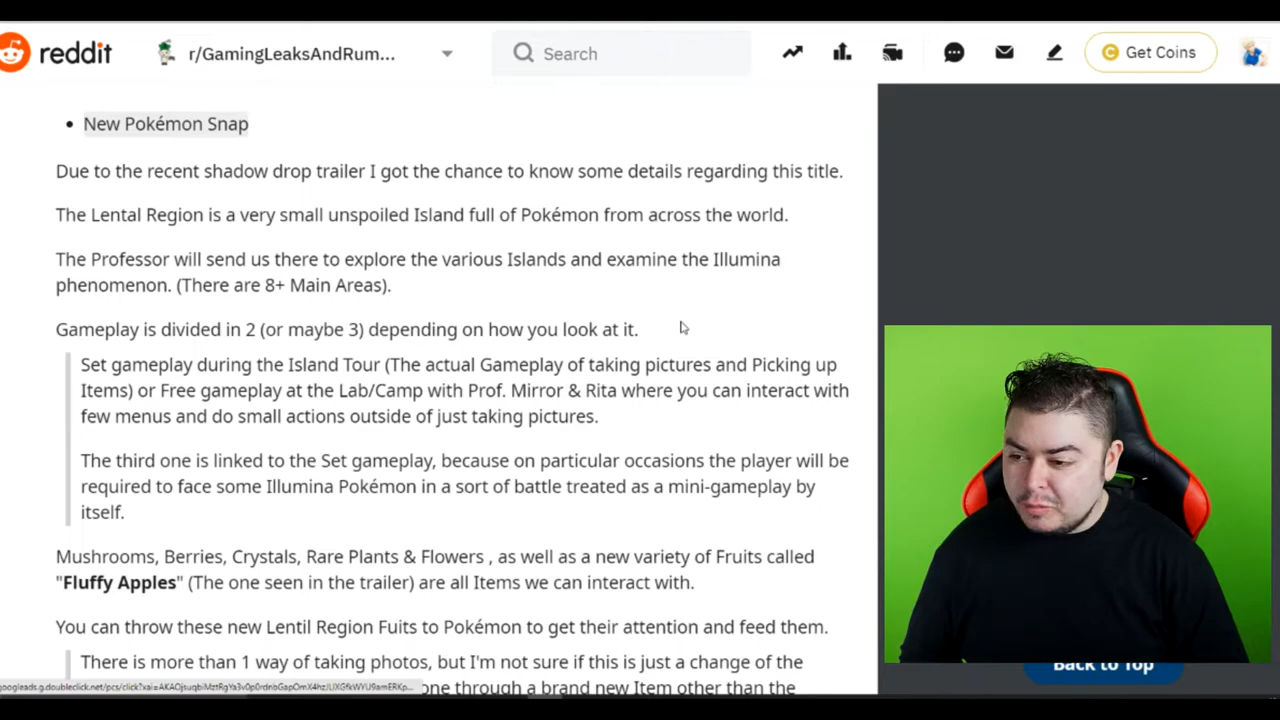 reddit
r/GamingLeaksAndRum...
Search
Get Coins
New Pokémon Snap
Due to the recent shadow drop trailer I got the chance to know some details regarding this title.
The Lental Region is a very small unspoiled Island full of Pokémon from across the world.
The Professor will send us there to explore the various Islands and examine the Illumina
phenomenon. (There are 8+ Main Areas).
Gameplay is divided in 2 (or maybe 3) depending on how you look at it.
Set gameplay during the Island Tour (The actual Gameplay of taking pictures and Picking up
Items) or Free gameplay at the Lab/Camp with Prof. Mirror & Rita where you can interact with
few menus and do small actions outside of just taking pictures.
The third one is linked to the Set gameplay, because on particular occasions the player will be
required to face some Illumina Pokémon in a sort of battle treated as a mini-gameplay by
itself.
Mushrooms, Berries, Crystals, Rare Plants & Flowers , as well as a new variety of Fruits called
"Fluffy Apples" (The one seen in the trailer) are all Items we can interact with.
You can throw these new Lentil Region Fuits to Pokémon to get their attention and feed them.
There is more than 1 way of taking photos, but I'm not sure if this is just a change of the
one through a brand new Item other than the
Back to Top